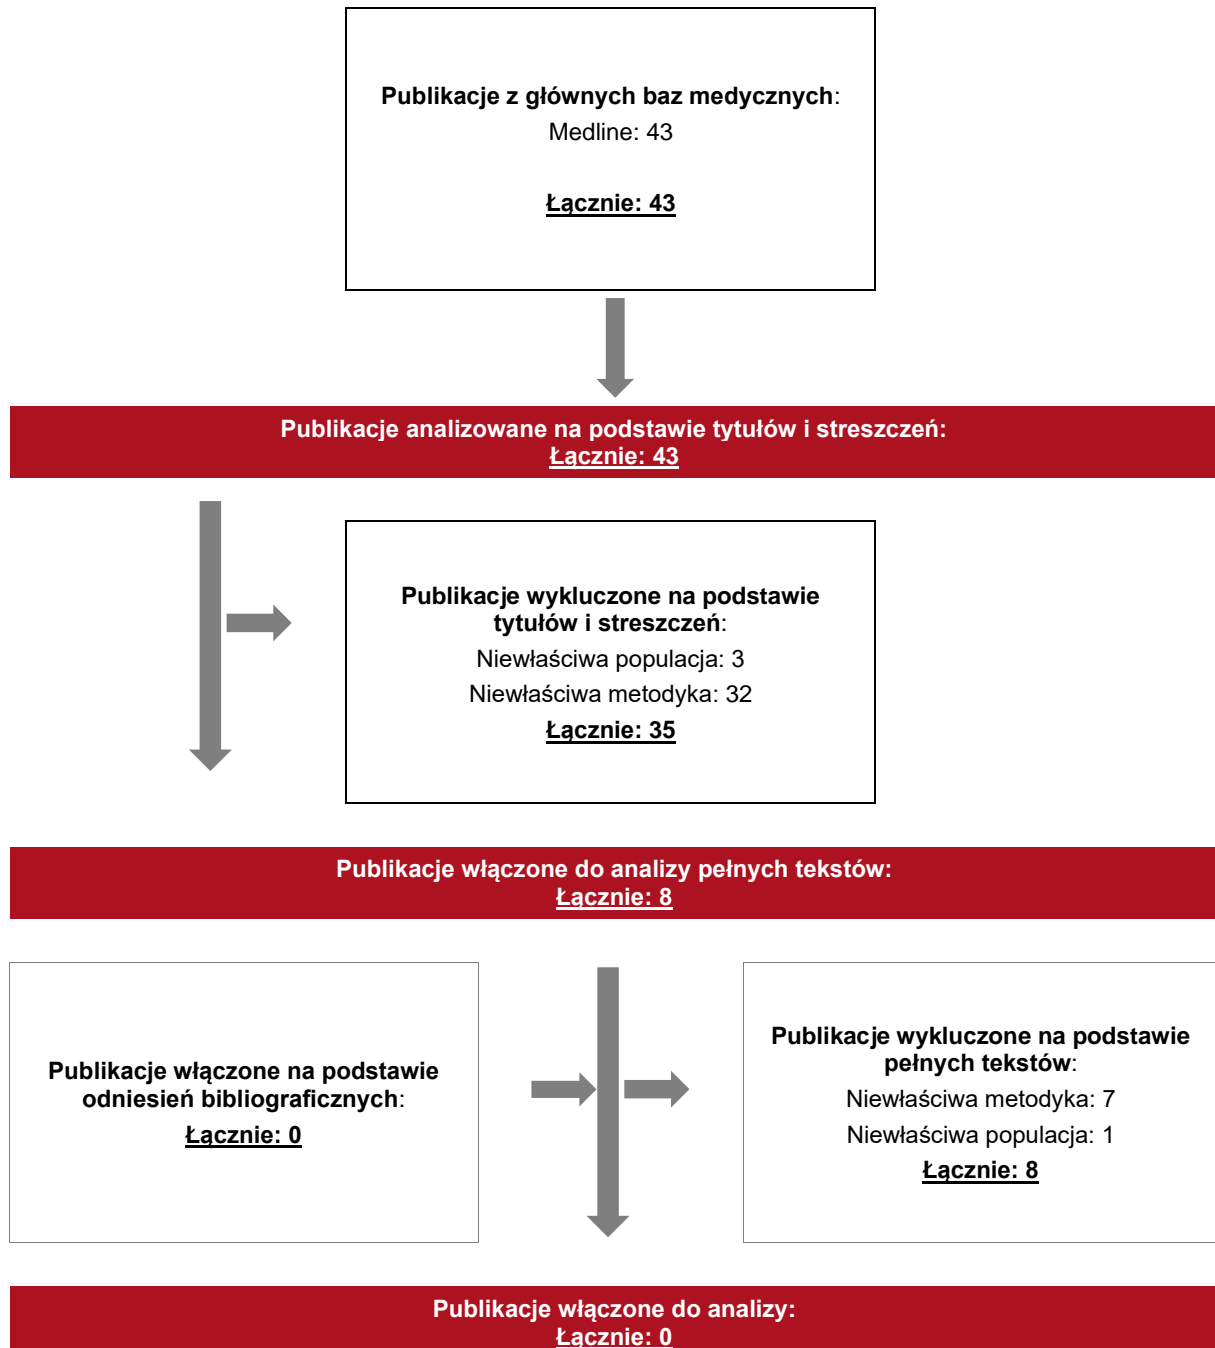 Publikacje z głównych baz medycznych:
Medline: 43
Łącznie: 43
Publikacje analizowane na podstawie tytułów i streszczeń:
Łącznie: 43
Publikacje wykluczone na podstawie
tytułów i streszczeń:
Niewłaściwa populacja: 3
Niewłaściwa metodyka: 32
Łącznie: 35
Publikacje włączone do analizy pełnych tekstów:
Łącznie: 8
Publikacje włączone na podstawie
odniesień bibliograficznych:
Łącznie: 0
Publikacje wykluczone na podstawie
pełnych tekstów:
Niewłaściwa metodyka: 7
Niewłaściwa populacja: 1
Łącznie: 8
Publikacje włączone do analizy:
Łącznie: 0